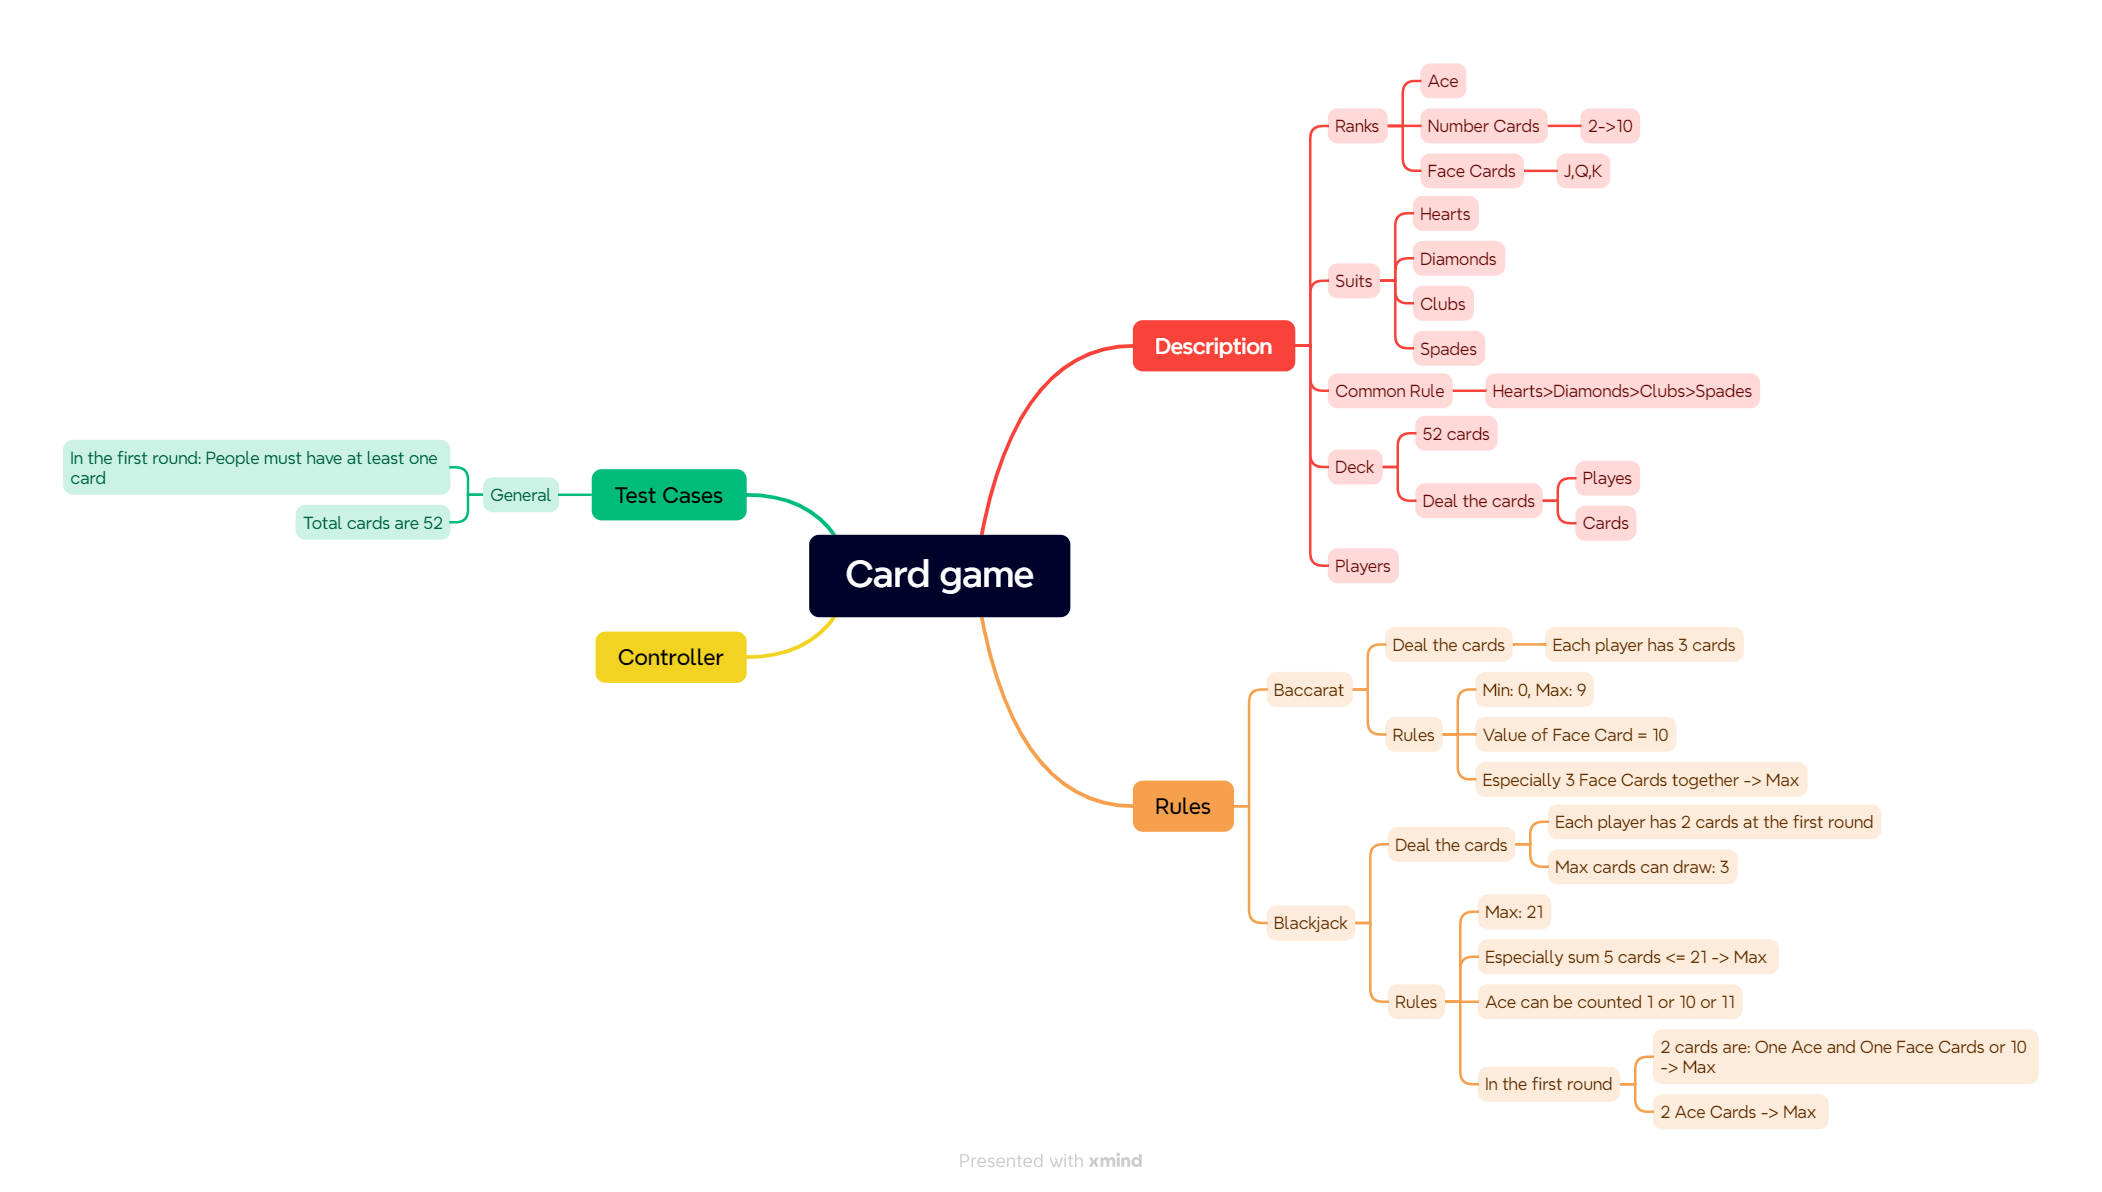 Card game
Description
Ranks
Ace
Number Cards
2->10
Face Cards
J,Q,K
Suits
Hearts
Diamonds
Clubs
Spades
Common Rule
Hearts>Diamonds>Clubs>Spades
Deck
52 cards
Deal the cards
Playes
Cards
Players
Rules
Baccarat
Deal the cards
Each player has 3 cards
Rules
Min: 0, Max: 9
Value of Face Card = 10
Especially 3 Face Cards together -> Max
Blackjack
Deal the cards
Each player has 2 cards at the first round
Max cards can draw: 3
Rules
Max: 21
Especially sum 5 cards <= 21 -> Max
Ace can be counted 1 or 10 or 11
In the first round
2 cards are: One Ace and One Face Cards or 10
-> Max
2 Ace Cards -> Max
Test Cases
General
In the first round: People must have at least one
card
Total cards are 52
Controller
Presented with xmind